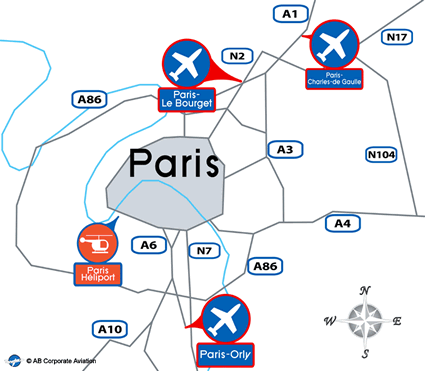 A1
N17
N2
Paris-
Charles-de Gaulle
A86
Paris-
Le Bourget
Paris
A3
N104
A4
A6
N7
A86
Paris
Héliport
A10
Paris-Orly
N
W E
S
© AB Corporate Aviation